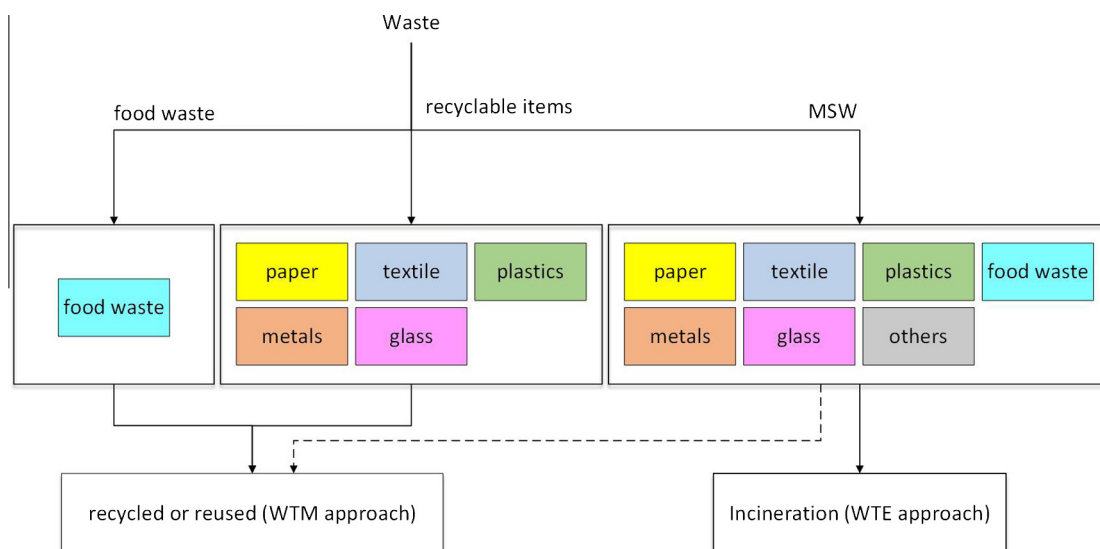 Waste
food waste
recyclable items
MSW
food waste
paper
textile
plastics
metals
glass
paper
textile
plastics
food waste
metals
glass
others
recycled or reused (WTM approach)
Incineration (WTE approach)